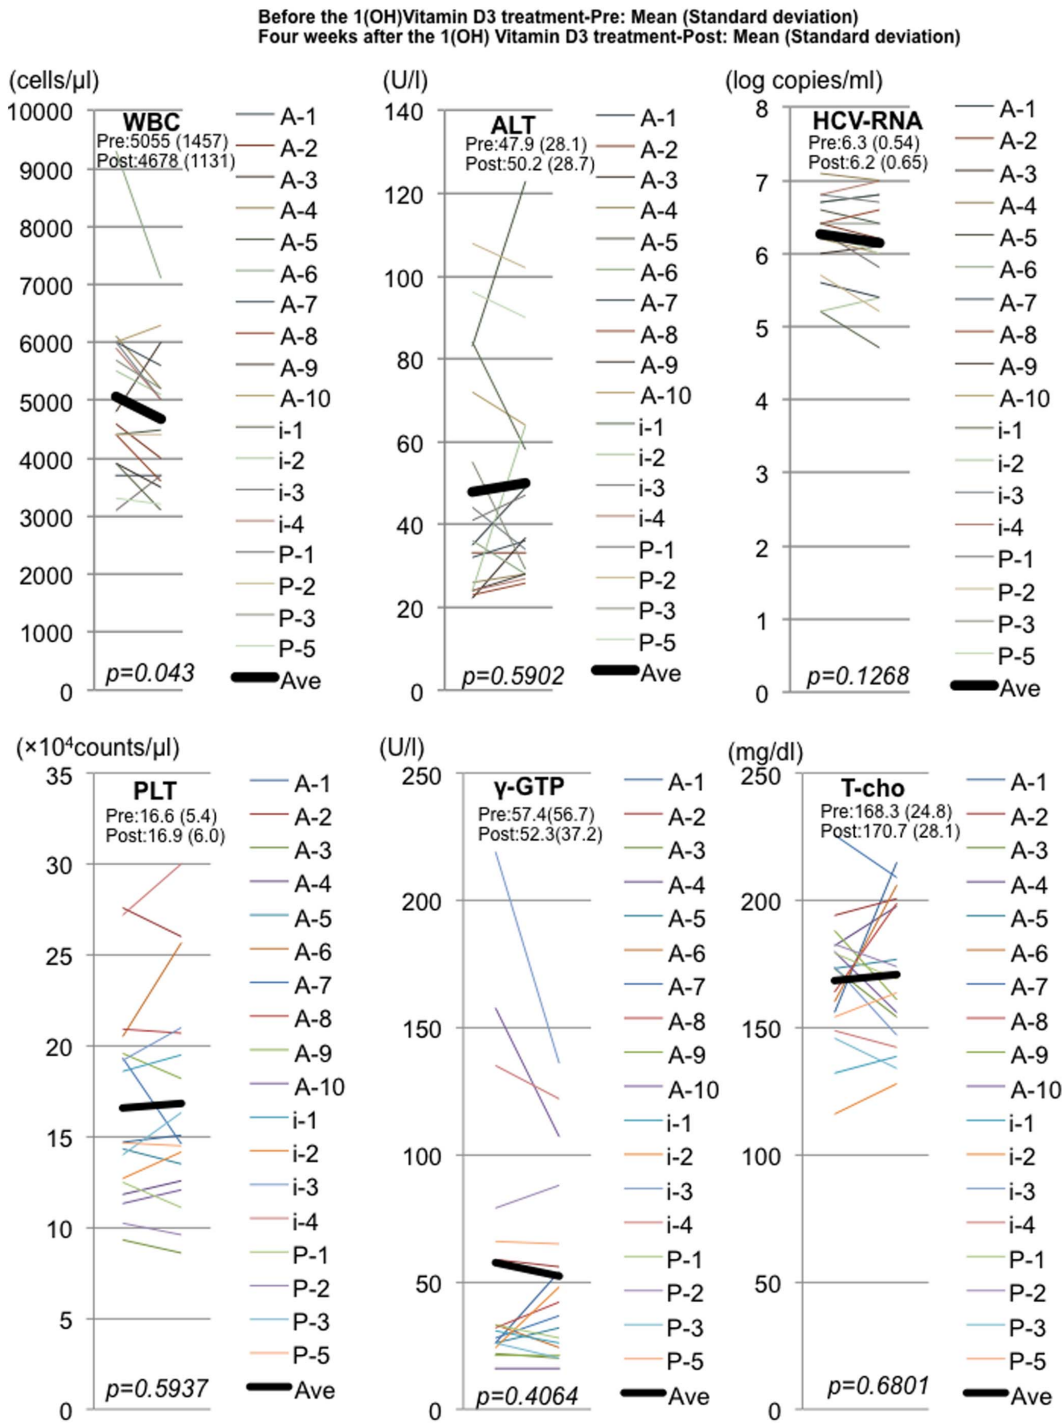 Before the 1(OH)Vitamin D3 treatment-Pre: Mean (Standard deviation)
Four weeks after the 1(OH) Vitamin D3 treatment-Post: Mean (Standard deviation)
(cells/μl)
WBC
Pre:5055 (1457)
Post:4678 (1131)
10000
9000
8000
7000
6000
5000
4000
3000
2000
1000
0
p=0.043
A-1
A-2
A-3
A-4
A-5
A-6
A-7
A-8
A-9
A-10
i-1
i-2
i-3
i-4
P-1
P-2
P-3
P-5
Ave
(U/l)
ALT
Pre:47.9 (28.1)
Post:50.2 (28.7)
140
120
100
80
60
40
20
0
p=0.5902
A-1
A-2
A-3
A-4
A-5
A-6
A-7
A-8
A-9
A-10
i-1
i-2
i-3
i-4
P-1
P-2
P-3
P-5
Ave
(log copies/ml)
HCV-RNA
Pre:6.3 (0.54)
Post:6.2 (0.65)
8
7
6
5
4
3
2
1
0
p=0.1268
A-1
A-2
A-3
A-4
A-5
A-6
A-7
A-8
A-9
A-10
i-1
i-2
i-3
i-4
P-1
P-2
P-3
P-5
Ave
(×10⁴counts/μl)
PLT
Pre:16.6 (5.4)
Post:16.9 (6.0)
35
30
25
20
15
10
5
0
p=0.5937
A-1
A-2
A-3
A-4
A-5
A-6
A-7
A-8
A-9
A-10
i-1
i-2
i-3
i-4
P-1
P-2
P-3
P-5
Ave
(U/l)
γ-GTP
Pre:57.4(56.7)
Post:52.3(37.2)
250
200
150
100
50
0
p=0.4064
A-1
A-2
A-3
A-4
A-5
A-6
A-7
A-8
A-9
A-10
i-1
i-2
i-3
i-4
P-1
P-2
P-3
P-5
Ave
(mg/dl)
T-cho
Pre:168.3 (24.8)
Post:170.7 (28.1)
250
200
150
100
50
0
p=0.6801
A-1
A-2
A-3
A-4
A-5
A-6
A-7
A-8
A-9
A-10
i-1
i-2
i-3
i-4
P-1
P-2
P-3
P-5
Ave